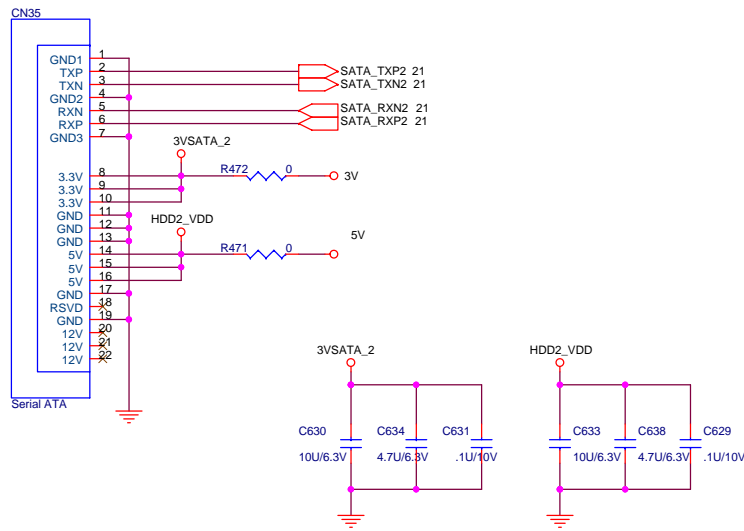 CN35
GND1 1
TXP 2 SATA_TXP2 21
TXN 3 SATA_TXN2 21
GND2 4
RXN 5 SATA_RXN2 21
RXP 6 SATA_RXP2 21
GND3 7
3VSATA_2
3.3V 8 R472 0 3V
3.3V 9
3.3V 10
GND 11
GND 12 HDD2_VDD
GND 13 5V
5V 14 R471 0
5V 15
5V 16
GND 17
RSVD 18
GND 19
12V 20
12V 21
12V 22
Serial ATA
3VSATA_2 HDD2_VDD
C630 C634 C631 C633 C638 C629
10U/6.3V 4.7U/6.3V .1U/10V 10U/6.3V 4.7U/6.3V .1U/10V